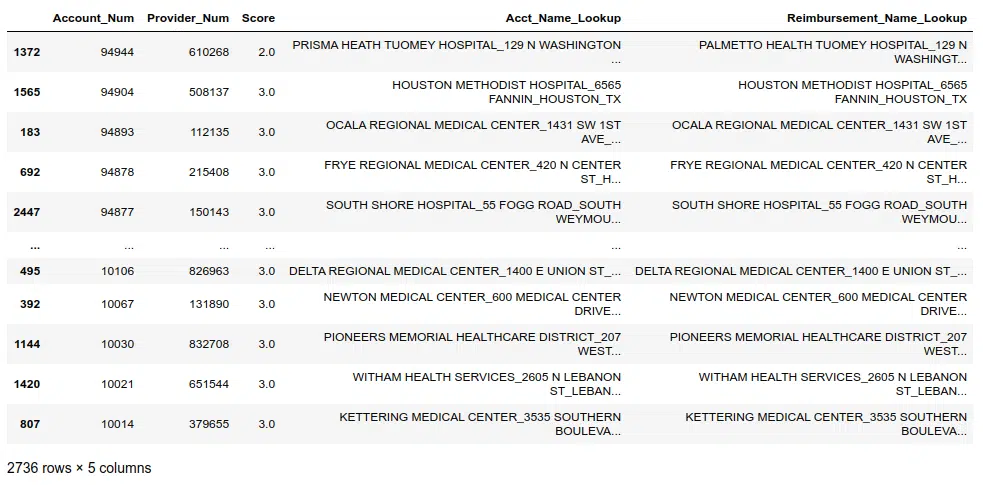 Account_Num Provider_Num Score Acct_Name_Lookup Reimbursement_Name_Lookup
1372 94944 610268 2.0 PRISMA HEATH TUOMEY HOSPITAL_129 N WASHINGTON PALMETTO HEALTH TUOMEY HOSPITAL_129 N
... WASHINGT...
1565 94904 508137 3.0 HOUSTON METHODIST HOSPITAL_6565 HOUSTON METHODIST HOSPITAL_6565
FANNIN_HOUSTON_TX FANNIN_HOUSTON_TX
183 94893 112135 3.0 OCALA REGIONAL MEDICAL CENTER_1431 SW 1ST OCALA REGIONAL MEDICAL CENTER_1431 SW 1ST
AVE_... AVE_...
692 94878 215408 3.0 FRYE REGIONAL MEDICAL CENTER_420 N CENTER FRYE REGIONAL MEDICAL CENTER_420 N CENTER
ST_H... ST_H...
2447 94877 150143 3.0 SOUTH SHORE HOSPITAL_55 FOGG ROAD_SOUTH SOUTH SHORE HOSPITAL_55 FOGG ROAD_SOUTH
WEYMOU... WEYMOU...
... ... ... ... ... ...
495 10106 826963 3.0 DELTA REGIONAL MEDICAL CENTER_1400 E UNION ST_... DELTA REGIONAL MEDICAL CENTER_1400 E UNION ST_...
392 10067 131890 3.0 NEWTON MEDICAL CENTER_600 MEDICAL CENTER NEWTON MEDICAL CENTER_600 MEDICAL CENTER
DRIVE... DRIVE...
1144 10030 832708 3.0 PIONEERS MEMORIAL HEALTHCARE DISTRICT_207 PIONEERS MEMORIAL HEALTHCARE DISTRICT_207
WEST... WEST...
1420 10021 651544 3.0 WITHAM HEALTH SERVICES_2605 N LEBANON WITHAM HEALTH SERVICES_2605 N LEBANON
ST_LEBAN... ST_LEBAN...
807 10014 379655 3.0 KETTERING MEDICAL CENTER_3535 SOUTHERN KETTERING MEDICAL CENTER_3535 SOUTHERN
BOULEVA... BOULEVA...
2736 rows × 5 columns